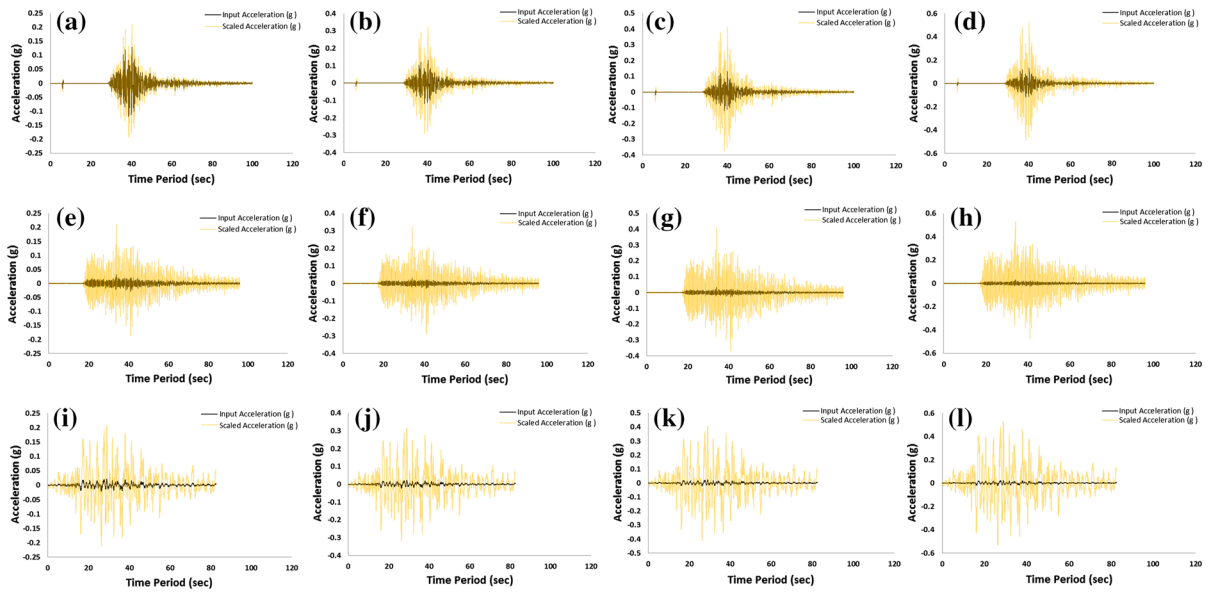 (a)
Input Acceleration (g )
Scaled Acceleration (g )
Acceleration (g)
0.25
0.2
0.15
0.1
0.05
0
-0.05
-0.1
-0.15
-0.2
-0.25
0 20 40 60 80 100 120
Time Period (sec)
(b)
Input Acceleration (g )
Scaled Acceleration (g )
Acceleration (g)
0.4
0.3
0.2
0.1
0
-0.1
-0.2
-0.3
-0.4
0 20 40 60 80 100 120
Time Period (sec)
(c)
Input Acceleration (g )
Scaled Acceleration (g )
Acceleration (g)
0.5
0.4
0.3
0.2
0.1
0
-0.1
-0.2
-0.3
-0.4
0 20 40 60 80 100 120
Time Period (sec)
(d)
Input Acceleration (g )
Scaled Acceleration (g )
Acceleration (g)
0.6
0.4
0.2
0
-0.2
-0.4
-0.6
0 20 40 60 80 100 120
Time Period (sec)
(e)
Input Acceleration (g )
Scaled Acceleration (g )
Acceleration (g)
0.25
0.2
0.15
0.1
0.05
0
-0.05
-0.1
-0.15
-0.2
-0.25
0 20 40 60 80 100 120
Time Period (sec)
(f)
Input Acceleration (g )
Scaled Acceleration (g )
Acceleration (g)
0.4
0.3
0.2
0.1
0
-0.1
-0.2
-0.3
-0.4
0 20 40 60 80 100 120
Time Period (sec)
(g)
Input Acceleration (g )
Scaled Acceleration (g )
Acceleration (g)
0.5
0.4
0.3
0.2
0.1
0
-0.1
-0.2
-0.3
-0.4
0 20 40 60 80 100 120
Time Period (sec)
(h)
Input Acceleration (g )
Scaled Acceleration (g )
Acceleration (g)
0.6
0.4
0.2
0
-0.2
-0.4
-0.6
0 20 40 60 80 100 120
Time Period (sec)
(i)
Input Acceleration (g )
Scaled Acceleration (g )
Acceleration (g)
0.25
0.2
0.15
0.1
0.05
0
-0.05
-0.1
-0.15
-0.2
-0.25
0 20 40 60 80 100 120
Time Period (sec)
(j)
Input Acceleration (g )
Scaled Acceleration (g )
Acceleration (g)
0.4
0.3
0.2
0.1
0
-0.1
-0.2
-0.3
-0.4
0 20 40 60 80 100 120
Time Period (sec)
(k)
Input Acceleration (g )
Scaled Acceleration (g )
Acceleration (g)
0.5
0.4
0.3
0.2
0.1
0
-0.1
-0.2
-0.3
-0.4
-0.5
0 20 40 60 80 100 120
Time Period (sec)
(l)
Input Acceleration (g )
Scaled Acceleration (g )
Acceleration (g)
0.6
0.4
0.2
0
-0.2
-0.4
-0.6
0 20 40 60 80 100 120
Time Period (sec)